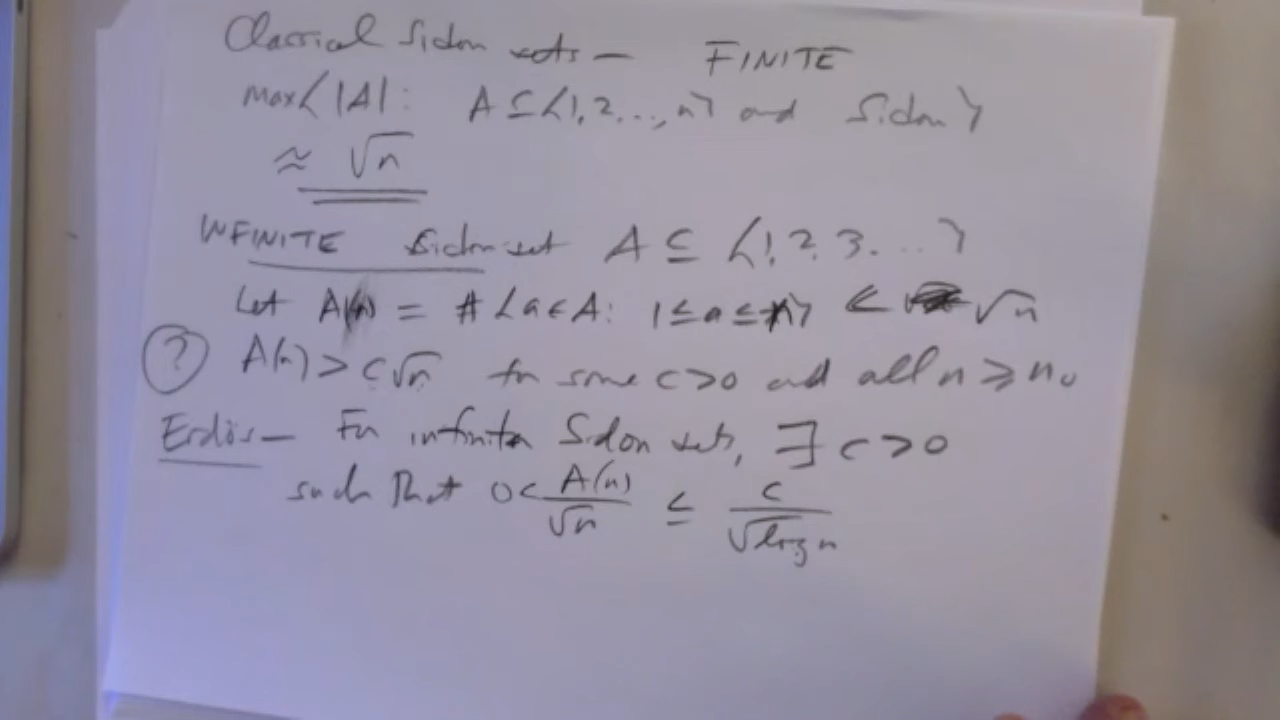 Classical Sidon sets — FINITE
max{|A|: A ⊆ {1,2,...,n} and Sidon}
≈ √n
INFINITE Sidon set A ⊆ {1,2,3....}
Let A(n) = #{a∈A: 1≤a≤n} < √n
? A(n) > c√n for some c>0 and all n ≥ n₀
Erdös — For infinite Sidon sets, ∃ c>0
such that 0 < A(n)/√n ≤ c/√log n